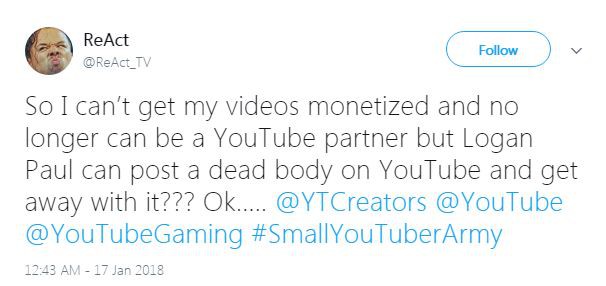 ReAct
@ReAct_TV
Follow
So I can't get my videos monetized and no
longer can be a YouTube partner but Logan
Paul can post a dead body on YouTube and get
away with it??? Ok..... @YTCreators @YouTube
@YouTubeGaming #SmallYouTuberArmy
12:43 AM - 17 Jan 2018